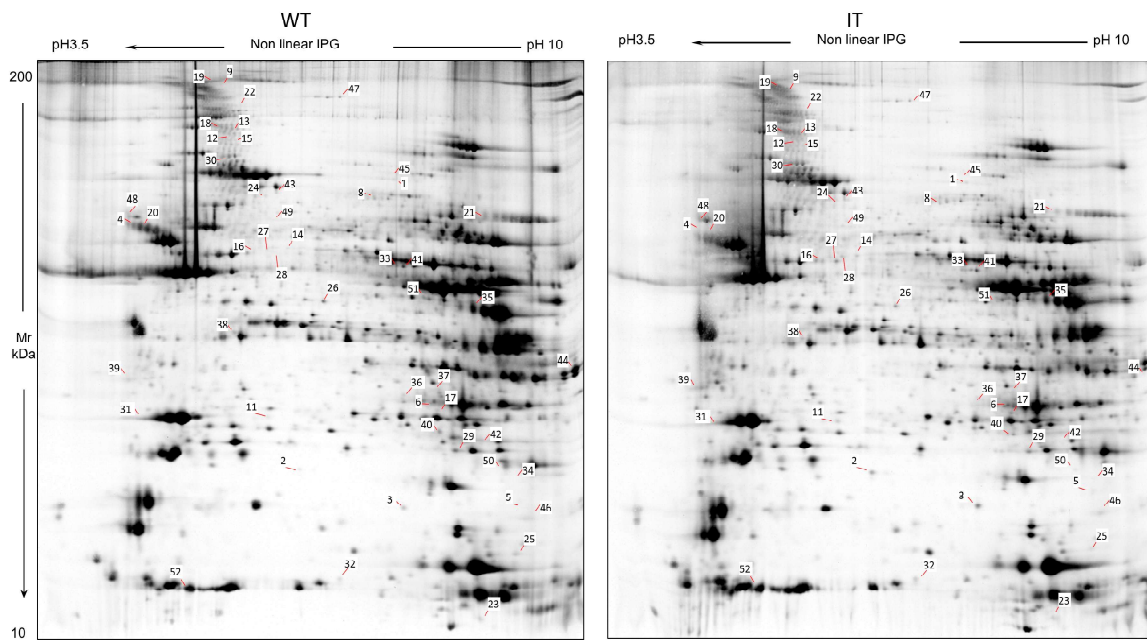 WT IT
pH3.5 Non linear IPG pH 10 pH3.5 Non linear IPG pH 10
200
19 9 19 9
47 47
22 22
18 13 18 13
12 15 12 15
30 30
45 45
1 1
24 43 24 43
8 8
48 48
4 20 21 4 20 21
49 49
27 14 27 14
16 16
33 41 33 41
28 28
51 26 35 51 26 35
38 38
Mr
kDa
44 44
39 37 39 37
36 36
6 17 6 17
31 11 31 11
40 40
29 42 29 42
2 50 2 50
34 34
3 5 46 3 5 46
25 25
52 32 52 32
23 23
10